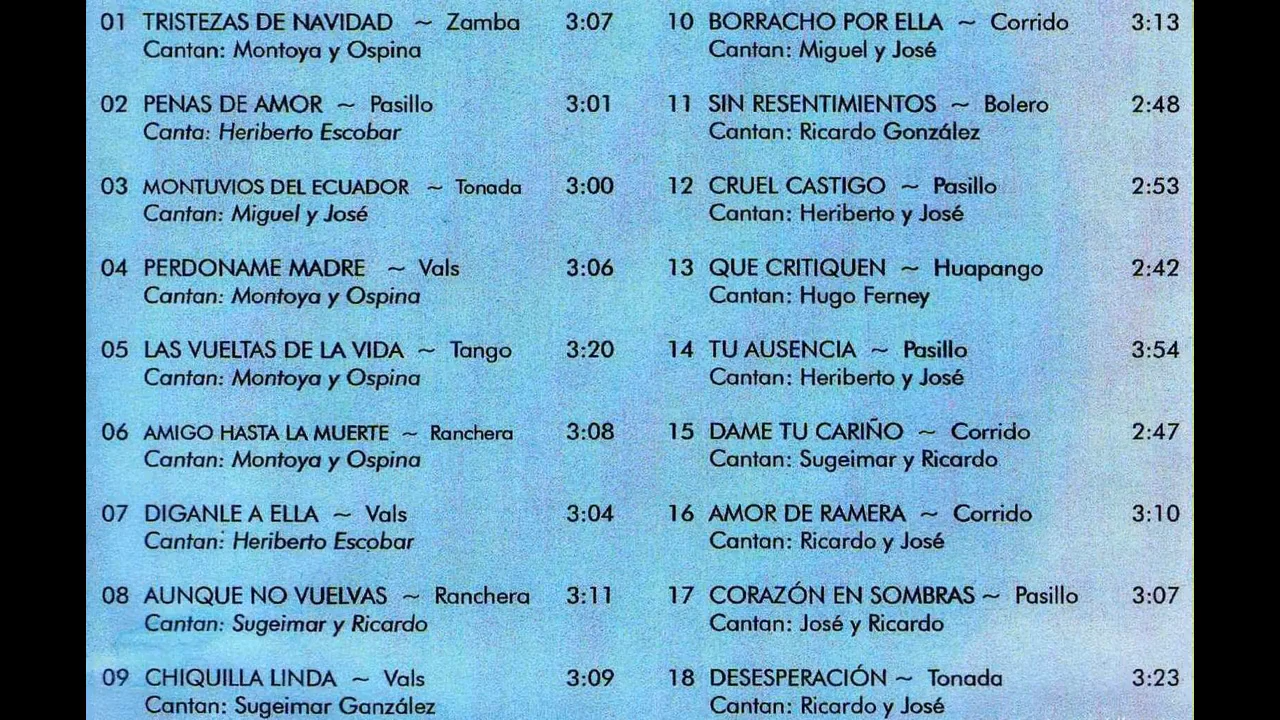 01 TRISTEZAS DE NAVIDAD ~ Zamba 3:07
Cantan: Montoya y Ospina
02 PENAS DE AMOR ~ Pasillo 3:01
Canta: Heriberto Escobar
03 MONTUVIOS DEL ECUADOR ~ Tonada 3:00
Cantan: Miguel y José
04 PERDONAME MADRE ~ Vals 3:06
Cantan: Montoya y Ospina
05 LAS VUELTAS DE LA VIDA ~ Tango 3:20
Cantan: Montoya y Ospina
06 AMIGO HASTA LA MUERTE ~ Ranchera 3:08
Cantan: Montoya y Ospina
07 DIGANLE A ELLA ~ Vals 3:04
Cantan: Heriberto Escobar
08 AUNQUE NO VUELVAS ~ Ranchera 3:11
Cantan: Sugeimar y Ricardo
09 CHIQUILLA LINDA ~ Vals 3:09
Cantan: Sugeimar Ganzález
10 BORRACHO POR ELLA ~ Corrido 3:13
Cantan: Miguel y José
11 SIN RESENTIMIENTOS ~ Bolero 2:48
Cantan: Ricardo González
12 CRUEL CASTIGO ~ Pasillo 2:53
Cantan: Heriberto y José
13 QUE CRITIQUEN ~ Huapango 2:42
Cantan: Hugo Ferney
14 TU AUSENCIA ~ Pasillo 3:54
Cantan: Heriberto y José
15 DAME TU CARIÑO ~ Corrido 2:47
Cantan: Sugeimar y Ricardo
16 AMOR DE RAMERA ~ Corrido 3:10
Cantan: Ricardo y José
17 CORAZÓN EN SOMBRAS ~ Pasillo 3:07
Cantan: José y Ricardo
18 DESESPERACIÓN ~ Tonada 3:23
Cantan: Ricardo y José